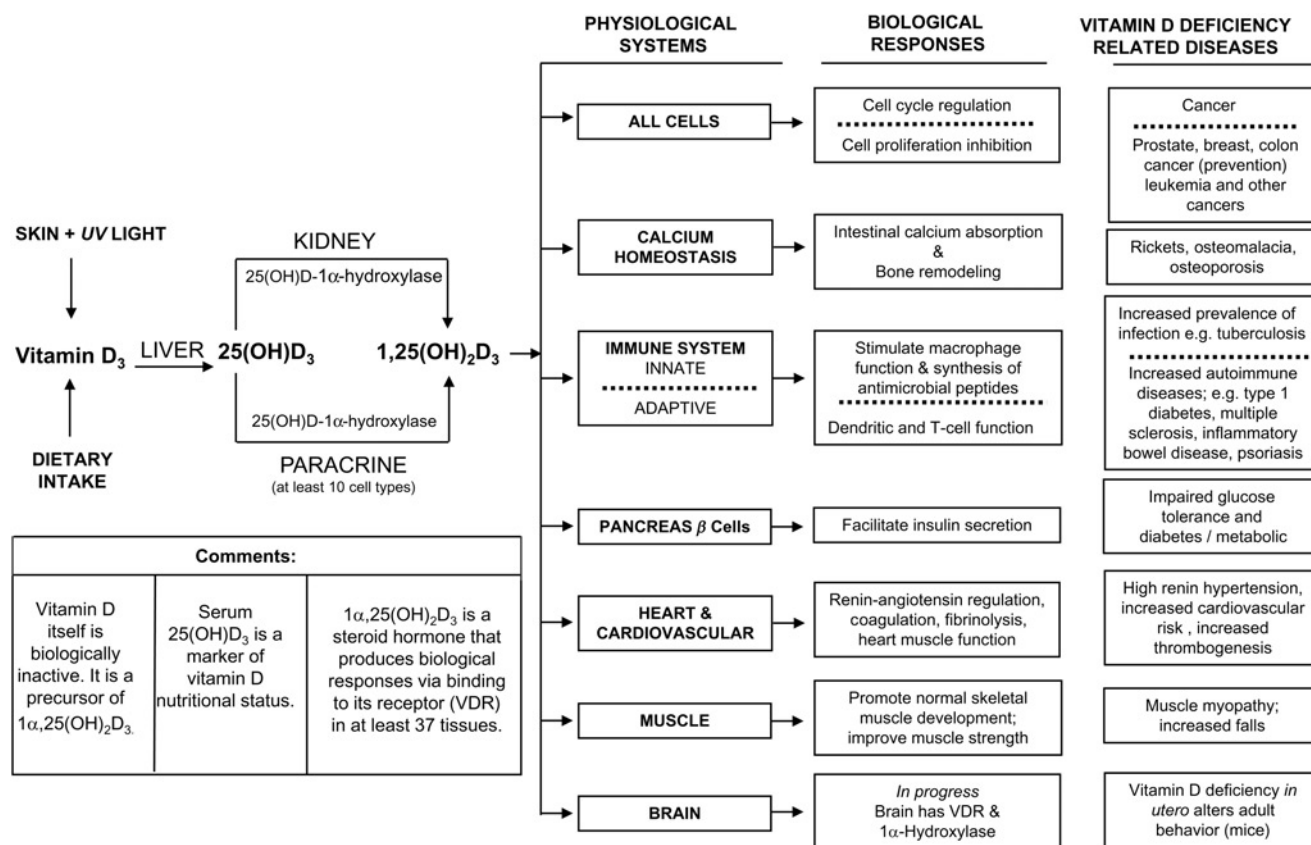 PHYSIOLOGICAL
SYSTEMS
BIOLOGICAL
RESPONSES
VITAMIN D DEFICIENCY
RELATED DISEASES
SKIN + UV LIGHT
Vitamin D₃
DIETARY
INTAKE
LIVER
25(OH)D₃
KIDNEY
25(OH)D-1α-hydroxylase
1,25(OH)₂D₃
25(OH)D-1α-hydroxylase
PARACRINE
(at least 10 cell types)
ALL CELLS
Cell cycle regulation
Cell proliferation inhibition
Cancer
Prostate, breast, colon
cancer (prevention)
leukemia and other
cancers
CALCIUM
HOMEOSTASIS
Intestinal calcium absorption
&
Bone remodeling
Rickets, osteomalacia,
osteoporosis
IMMUNE SYSTEM
INNATE
ADAPTIVE
Stimulate macrophage
function & synthesis of
antimicrobial peptides
Dendritic and T-cell function
Increased prevalence of
infection e.g. tuberculosis
Increased autoimmune
diseases; e.g. type 1
diabetes, multiple
sclerosis, inflammatory
bowel disease, psoriasis
PANCREAS β Cells
Facilitate insulin secretion
Impaired glucose
tolerance and
diabetes / metabolic
HEART &
CARDIOVASCULAR
Renin-angiotensin regulation,
coagulation, fibrinolysis,
heart muscle function
High renin hypertension,
increased cardiovascular
risk , increased
thrombogenesis
MUSCLE
Promote normal skeletal
muscle development;
improve muscle strength
Muscle myopathy;
increased falls
BRAIN
In progress
Brain has VDR &
1α-Hydroxylase
Vitamin D deficiency in
utero alters adult
behavior (mice)
Comments:
Vitamin D
itself is
biologically
inactive. It is a
precursor of
1α,25(OH)₂D₃.
Serum
25(OH)D₃ is a
marker of
vitamin D
nutritional status.
1α,25(OH)₂D₃ is a
steroid hormone that
produces biological
responses via binding
to its receptor (VDR)
in at least 37 tissues.